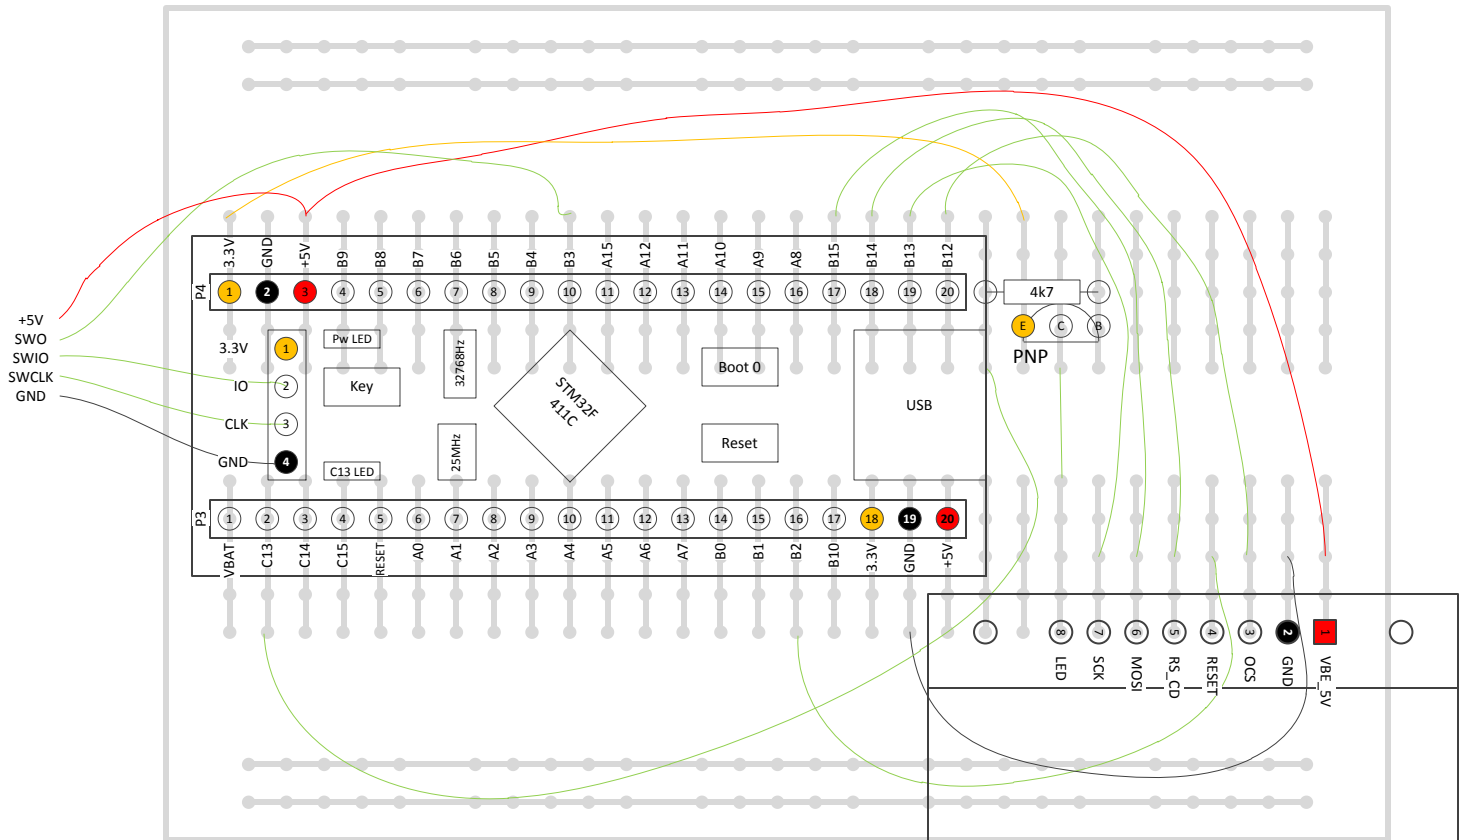 3.3V
GND
+5V
B9
B8
B7
B6
B5
B4
B3
A15
A12
A11
A10
A9
A8
B15
B14
B13
B12
P4
1
2
3
4
5
6
7
8
9
10
11
12
13
14
15
16
17
18
19
20
4k7
E
C
B
PNP
+5V
SWO
SWIO
SWCLK
GND
3.3V
1
IO
2
CLK
3
GND
4
Pw LED
Key
C13 LED
32768Hz
25MHz
STM32F
411C
Boot 0
Reset
USB
P3
1
2
3
4
5
6
7
8
9
10
11
12
13
14
15
16
17
18
19
20
VBAT
C13
C14
C15
RESET
A0
A1
A2
A3
A4
A5
A6
A7
B0
B1
B2
B10
3.3V
GND
+5V
8
7
6
5
4
3
2
1
LED
SCK
MOSI
RS_CD
RESET
OCS
GND
VBE_5V